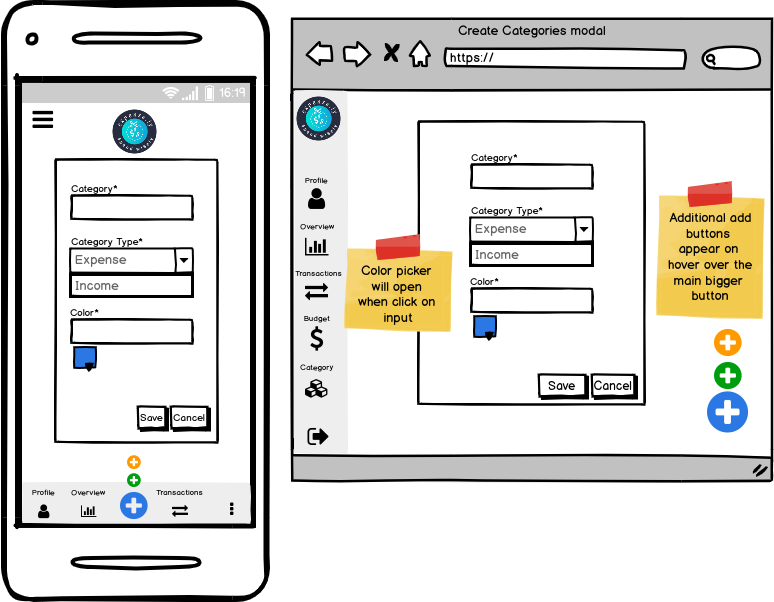 16:19
Category*
Category Type*
Expense
Income
Color*
Save Cancel
Profile Overview Transactions
Create Categories modal
https://
Profile
Overview
Transactions
Budget
Category
Category*
Category Type*
Expense
Income
Color*
Save Cancel
Color picker
will open
when click on
input
Additional add
buttons
appear on
hover over the
main bigger
button